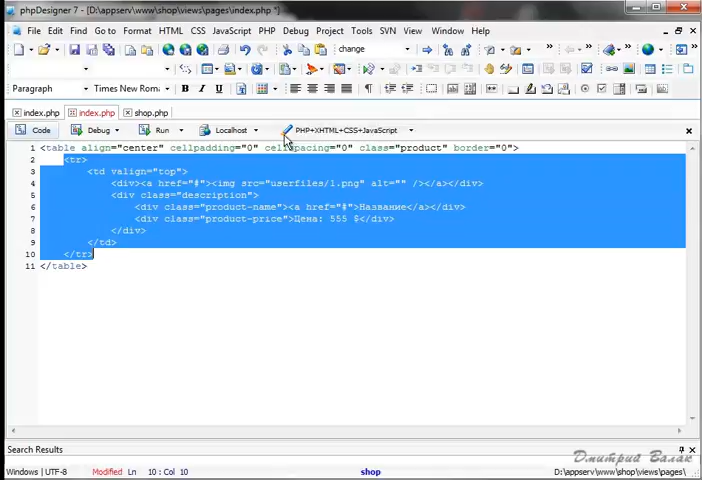 phpDesigner 7 - [D:\appserv\www\shop\views\pages\index.php *]
File Edit Find Go to Format HTML CSS JavaScript PHP Debug Project Tools SVN View Window Help
change
Paragraph Times New Roma B I U
index.php index.php shop.php
Code Debug Run Localhost PHP+XHTML+CSS+JavaScript
1 <table align="center" cellpadding="0" cellspacing="0" class="product" border="0">
2 <tr>
3 <td valign="top">
4 <div><a href="#"><img src="userfiles/1.png" alt="" /></a></div>
5 <div class="description">
6 <div class="product-name"><a href="#">Название</a></div>
7 <div class="product-price">Цена: 555 $</div>
8 </div>
9 </td>
10 </tr>
11 </table>
Search Results
Дмитрий Валак
Windows | UTF-8 Modified Ln 10 : Col 10 shop D:\appserv\www\shop\views\pages\